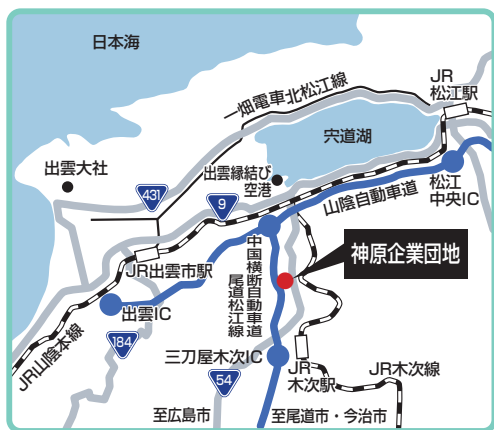 日本海
一畑電車北松江線
JR
松江駅
宍道湖
出雲大社
431
出雲縁結び
空港
9
山陰自動車道
松江
中央IC
神原企業団地
JR出雲市駅
中国横断自動車道
尾道松江線
出雲IC
184
JR山陰本線
三刀屋木次IC
54
JR
木次駅
JR木次線
至広島市
至尾道市・今治市